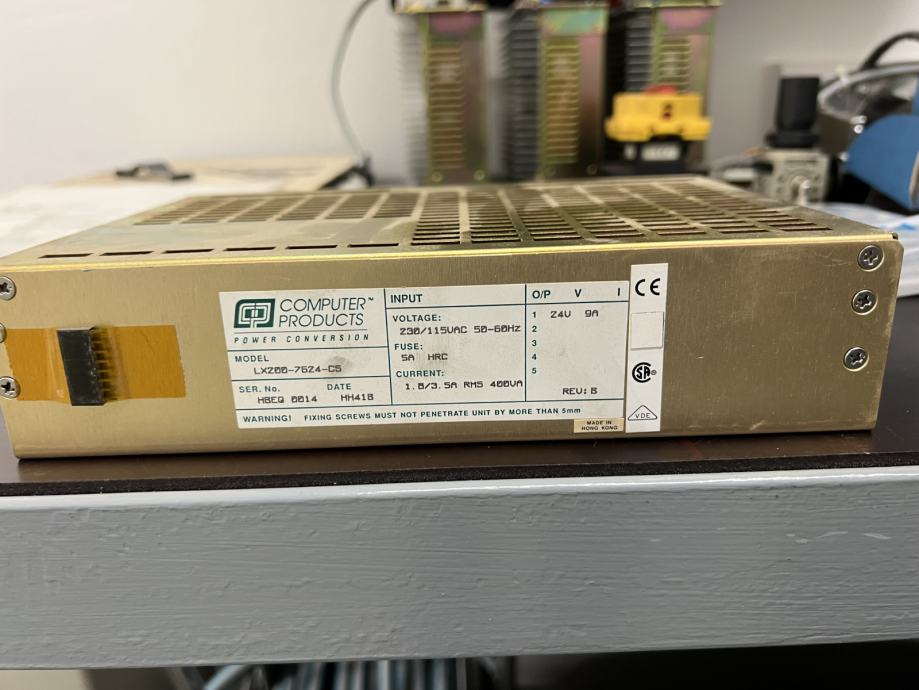 COMPUTER™
PRODUCTS
POWER CONVERSION
MODEL
LX200-7624-C5
SER. No. DATE
HBEQ 0014 HH41B
INPUT
VOLTAGE:
230/115VAC 50-60Hz
FUSE:
5A HRC
CURRENT:
1.8/3.5A RMS 400VA
O/P V I
1 24V 9A
2
3
4
5
REV: B
WARNING! FIXING SCREWS MUST NOT PENETRATE UNIT BY MORE THAN 5mm
MADE IN
HONG KONG
CE
SA
VDE